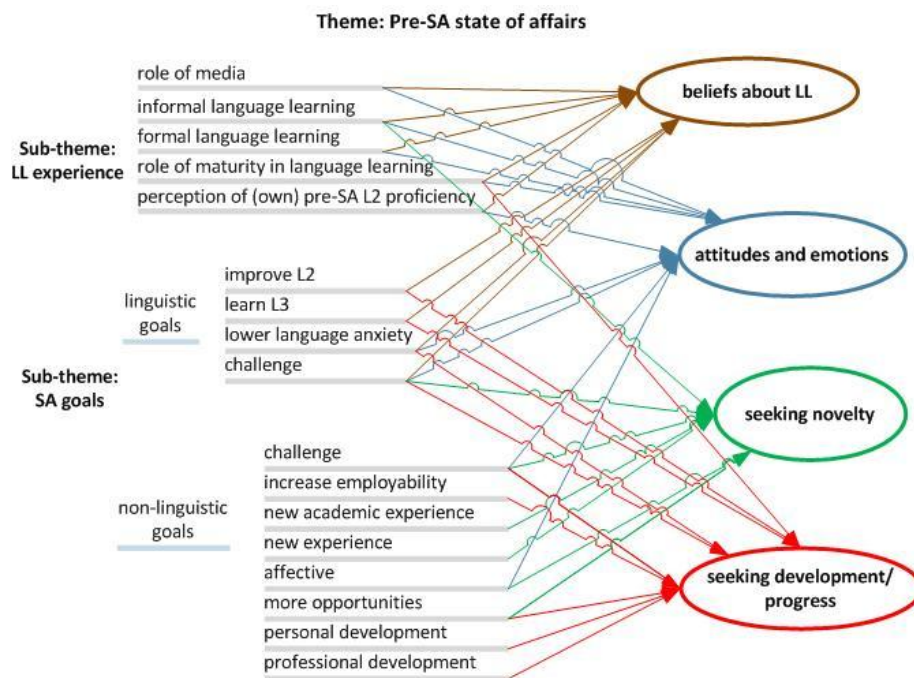 Theme: Pre-SA state of affairs
role of media
informal language learning
formal language learning
role of maturity in language learning
perception of (own) pre-SA L2 proficiency
Sub-theme:
LL experience
improve L2
learn L3
lower language anxiety
challenge
linguistic
goals
Sub-theme:
SA goals
challenge
increase employability
new academic experience
new experience
affective
more opportunities
personal development
professional development
non-linguistic
goals
beliefs about LL
attitudes and emotions
seeking novelty
seeking development/
progress